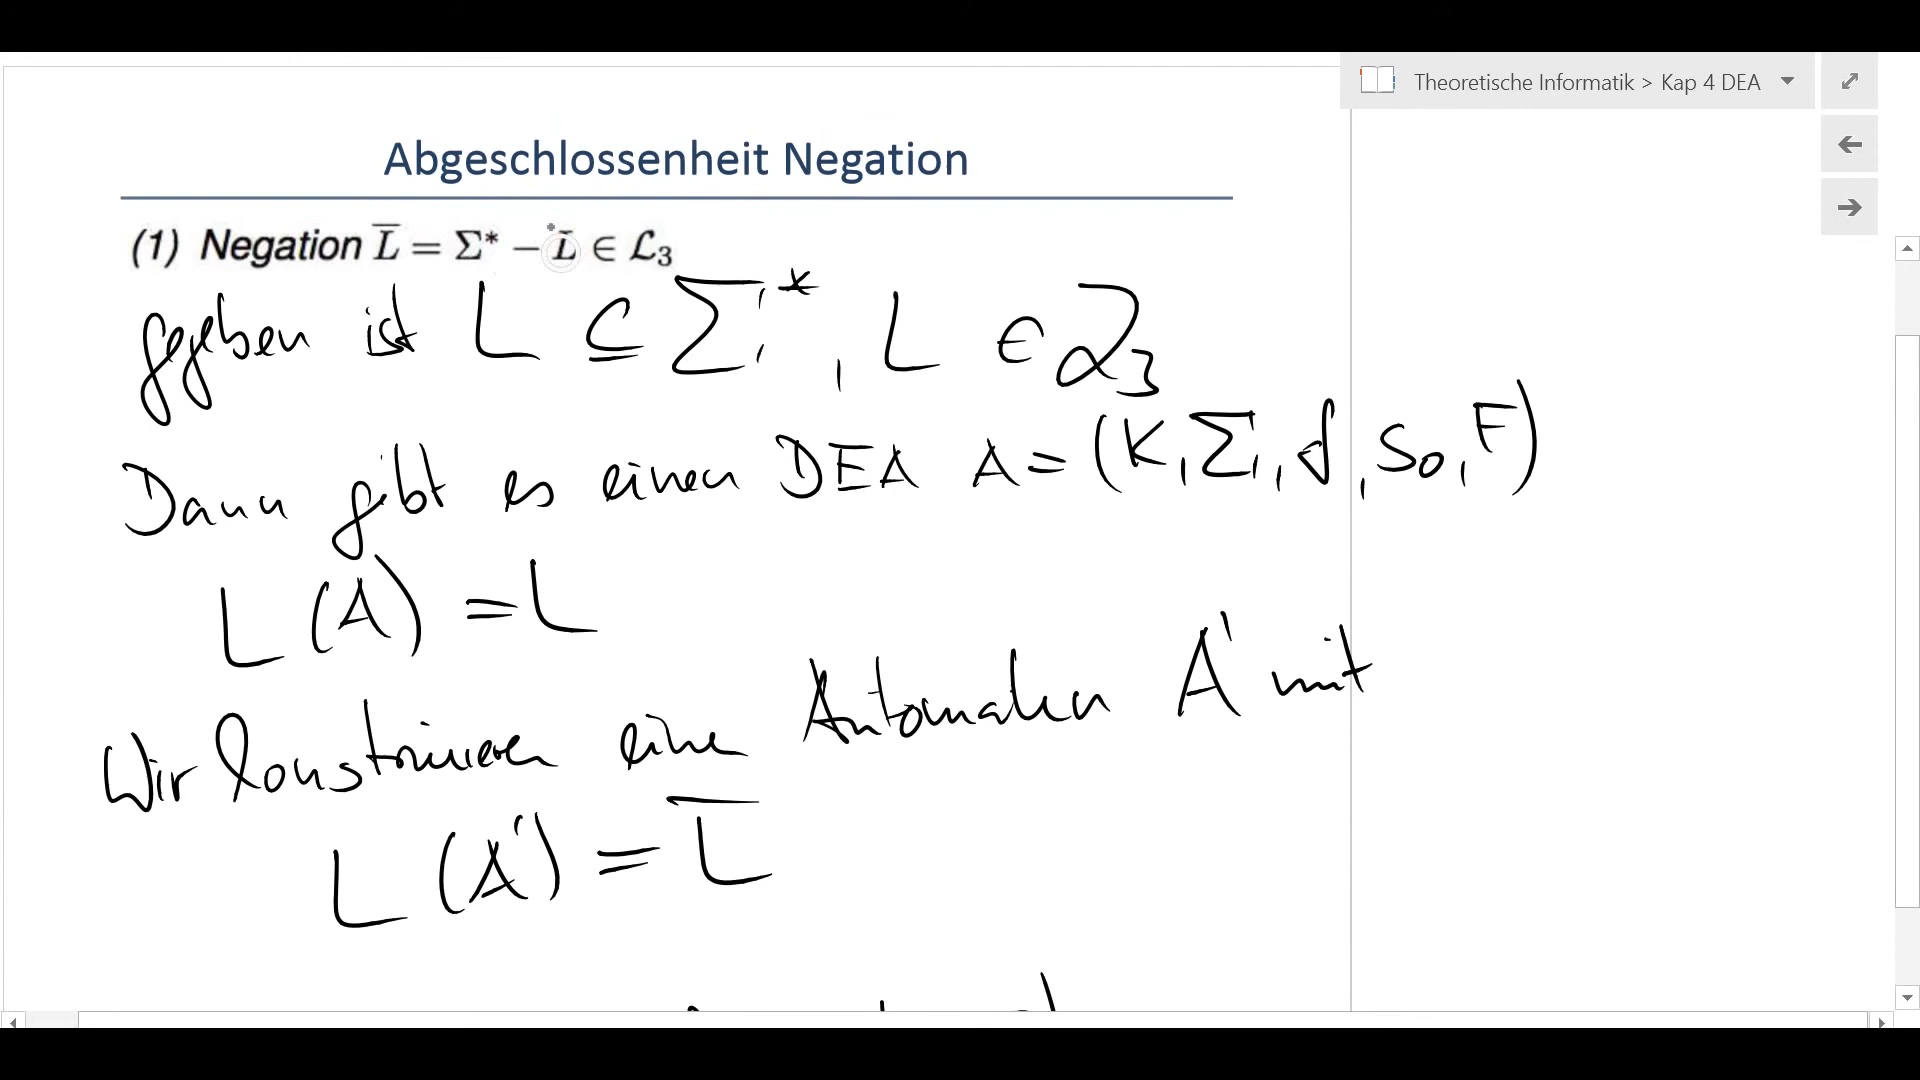 Theoretische Informatik > Kap 4 DEA
Abgeschlossenheit Negation
(1) Negation L̅ = Σ* − L ∈ ℒ₃
gegeben ist L ⊆ Σ*, L ∈ ℒ₃
Dann gibt es einen DEA A = (K, Σ, δ, s₀, F)
L(A) = L
Wir konstruieren eine Automaten A' mit
L(A') = L̅